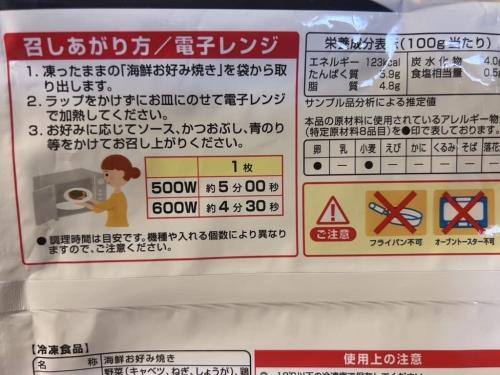 召しあがり方／電子レンジ
1. 凍ったままの「海鮮お好み焼き」を袋から取
り出します。
2. ラップをかけずにお皿にのせて電子レンジ
で加熱してください。
3. お好みに応じてソース、かつおぶし、青のり
等をかけてお召し上がりください。
1枚
500W 約5分00秒
600W 約4分30秒
●調理時間は目安です。機種や入れる個数により異なり
ますので、ご注意ください。
栄養成分表示(100g当たり)
エネルギー 123kcal 炭水化物 4.0
たんぱく質 5.9g 食塩相当量 0.5
脂質 4.8g
サンプル品分析による推定値
本品の原材料に使用されているアレルギー物
(特定原材料8品目)を●印で表しております。
卵 乳 小麦 えび かに くるみ そば 落花
● － ● － － － －
ご注意
フライパン不可
オーブントースター不可
【冷凍食品】
名称 海鮮お好み焼き
野菜(キャベツ、ねぎ、しょうが)、鶏
使用上の注意